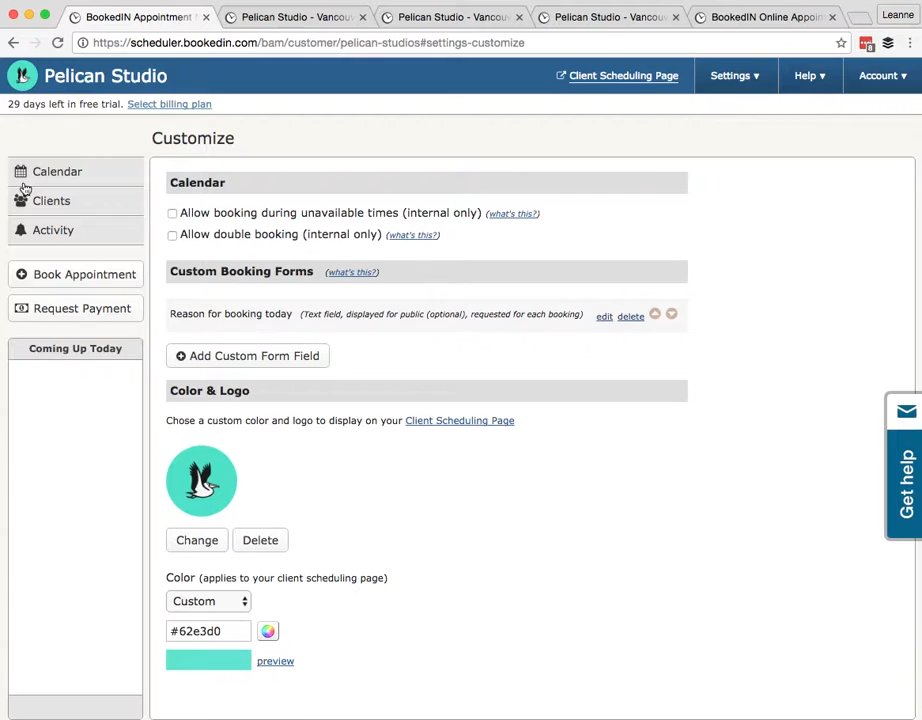 BookedIN Appointment
Pelican Studio - Vancouv
Pelican Studio - Vancouv
Pelican Studio - Vancouv
BookedIN Online Appoin
Leanne
https://scheduler.bookedin.com/bam/customer/pelican-studios#settings-customize
8
Pelican Studio
Client Scheduling Page
Settings ▾
Help ▾
Account ▾
29 days left in free trial. Select billing plan
Customize
Calendar
Clients
Activity
Book Appointment
Request Payment
Coming Up Today
Calendar
Allow booking during unavailable times (internal only) (what's this?)
Allow double booking (internal only) (what's this?)
Custom Booking Forms (what's this?)
Reason for booking today (Text field, displayed for public (optional), requested for each booking) edit delete
Add Custom Form Field
Color & Logo
Chose a custom color and logo to display on your Client Scheduling Page
Change
Delete
Color (applies to your client scheduling page)
Custom
#62e3d0
preview
Get help